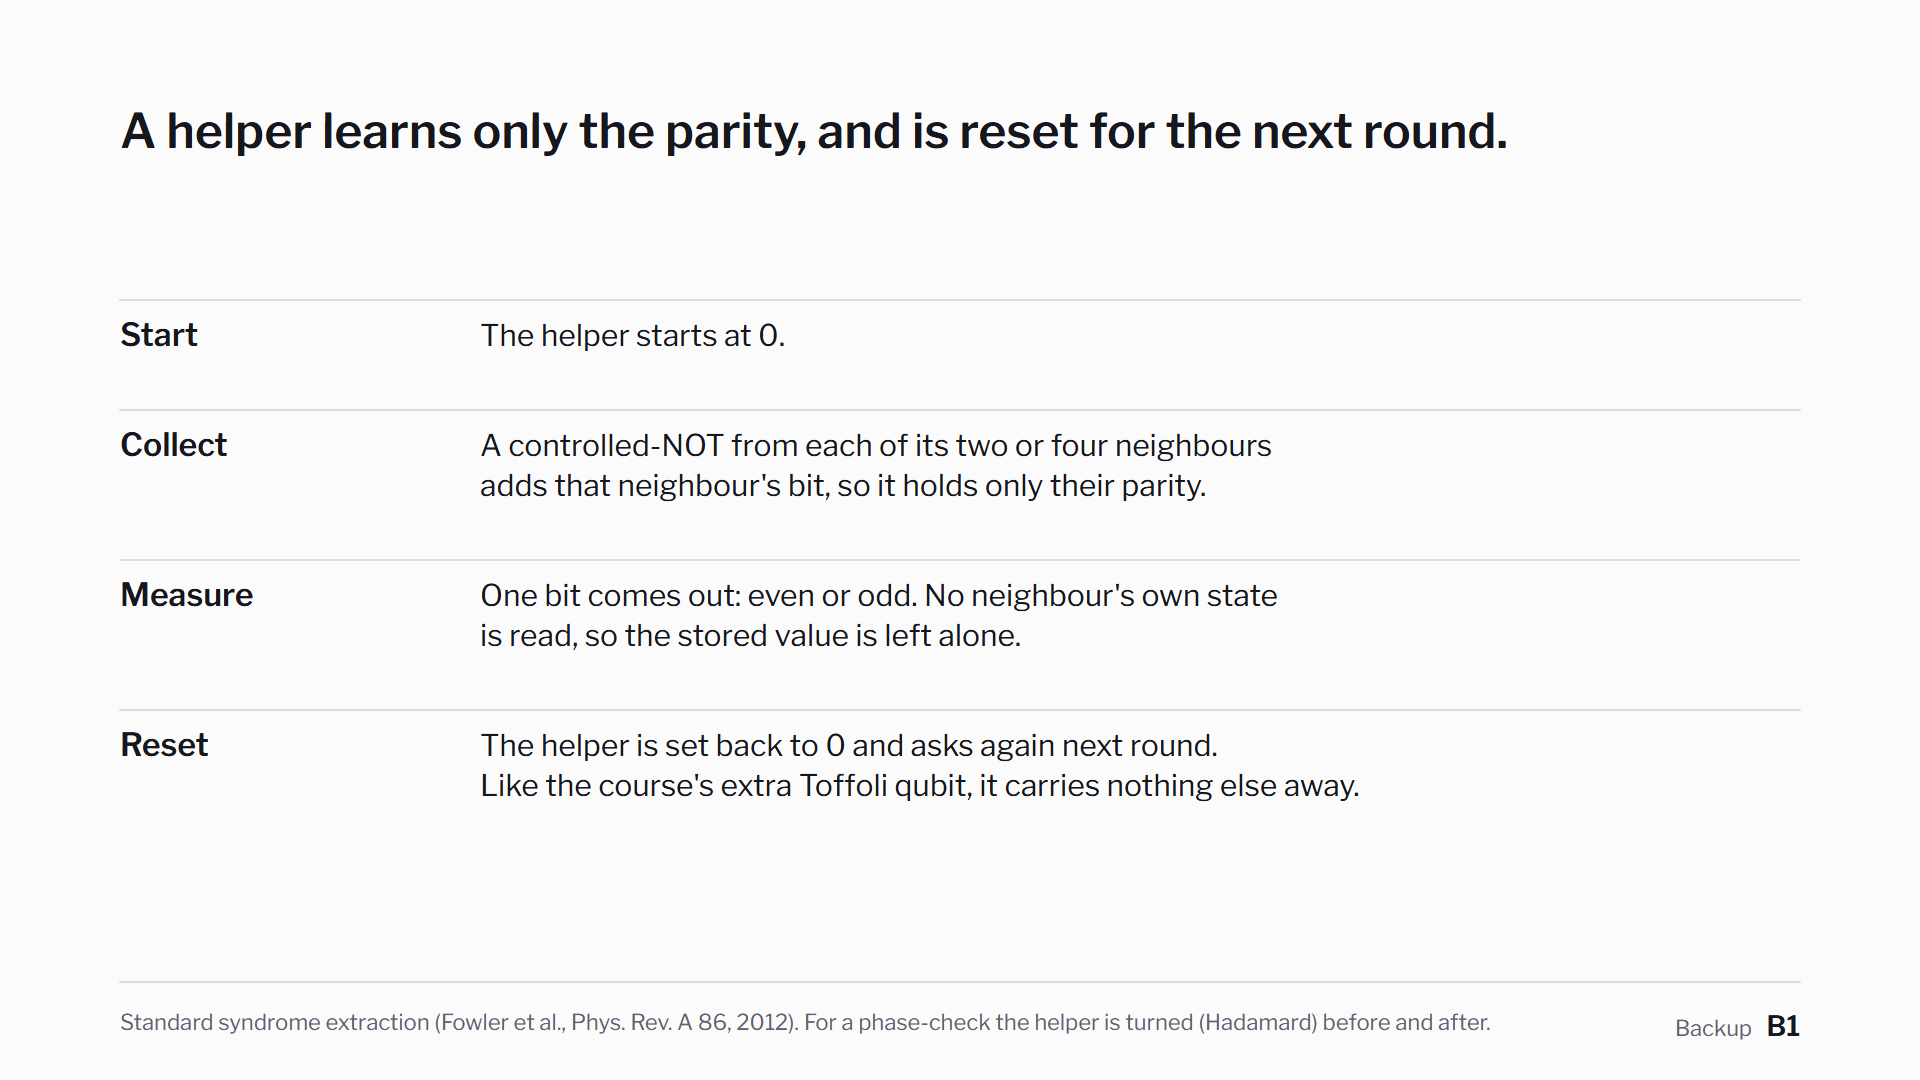 A helper learns only the parity, and is reset for the next round.
Start
The helper starts at 0.
Collect
A controlled-NOT from each of its two or four neighbours
adds that neighbour's bit, so it holds only their parity.
Measure
One bit comes out: even or odd. No neighbour's own state
is read, so the stored value is left alone.
Reset
The helper is set back to 0 and asks again next round.
Like the course's extra Toffoli qubit, it carries nothing else away.
Standard syndrome extraction (Fowler et al., Phys. Rev. A 86, 2012). For a phase-check the helper is turned (Hadamard) before and after.
Backup B1